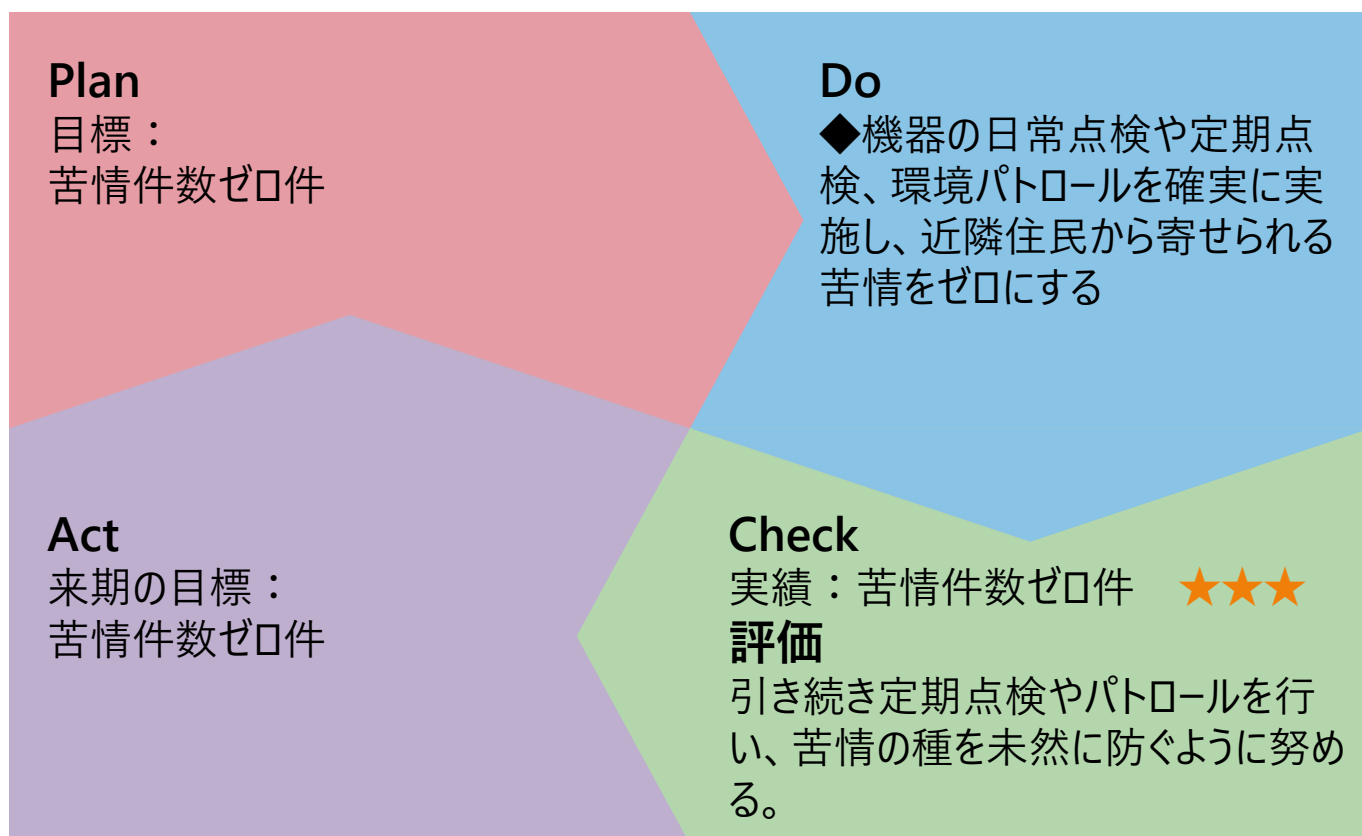 Plan
目標：
苦情件数ゼロ件
Do
◆機器の日常点検や定期点
検、環境パトロールを確実に実
施し、近隣住民から寄せられる
苦情をゼロにする
Act
来期の目標：
苦情件数ゼロ件
Check
実績：苦情件数ゼロ件　★★★
評価
引き続き定期点検やパトロールを行
い、苦情の種を未然に防ぐように努め
る。